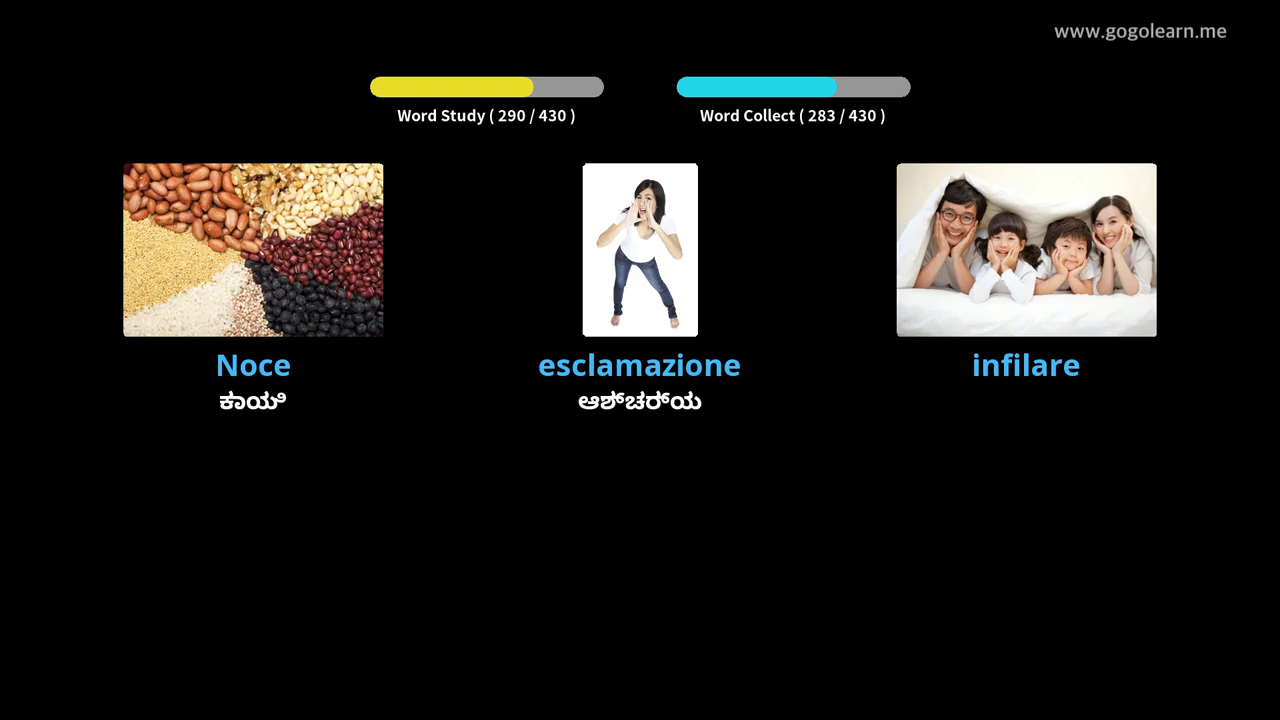 www.gogolearn.me
Word Study ( 290 / 430 )
Word Collect ( 283 / 430 )
Noce
esclamazione
infilare
ಕಾಯಿ
ಆಶ್ಚರ್ಯ